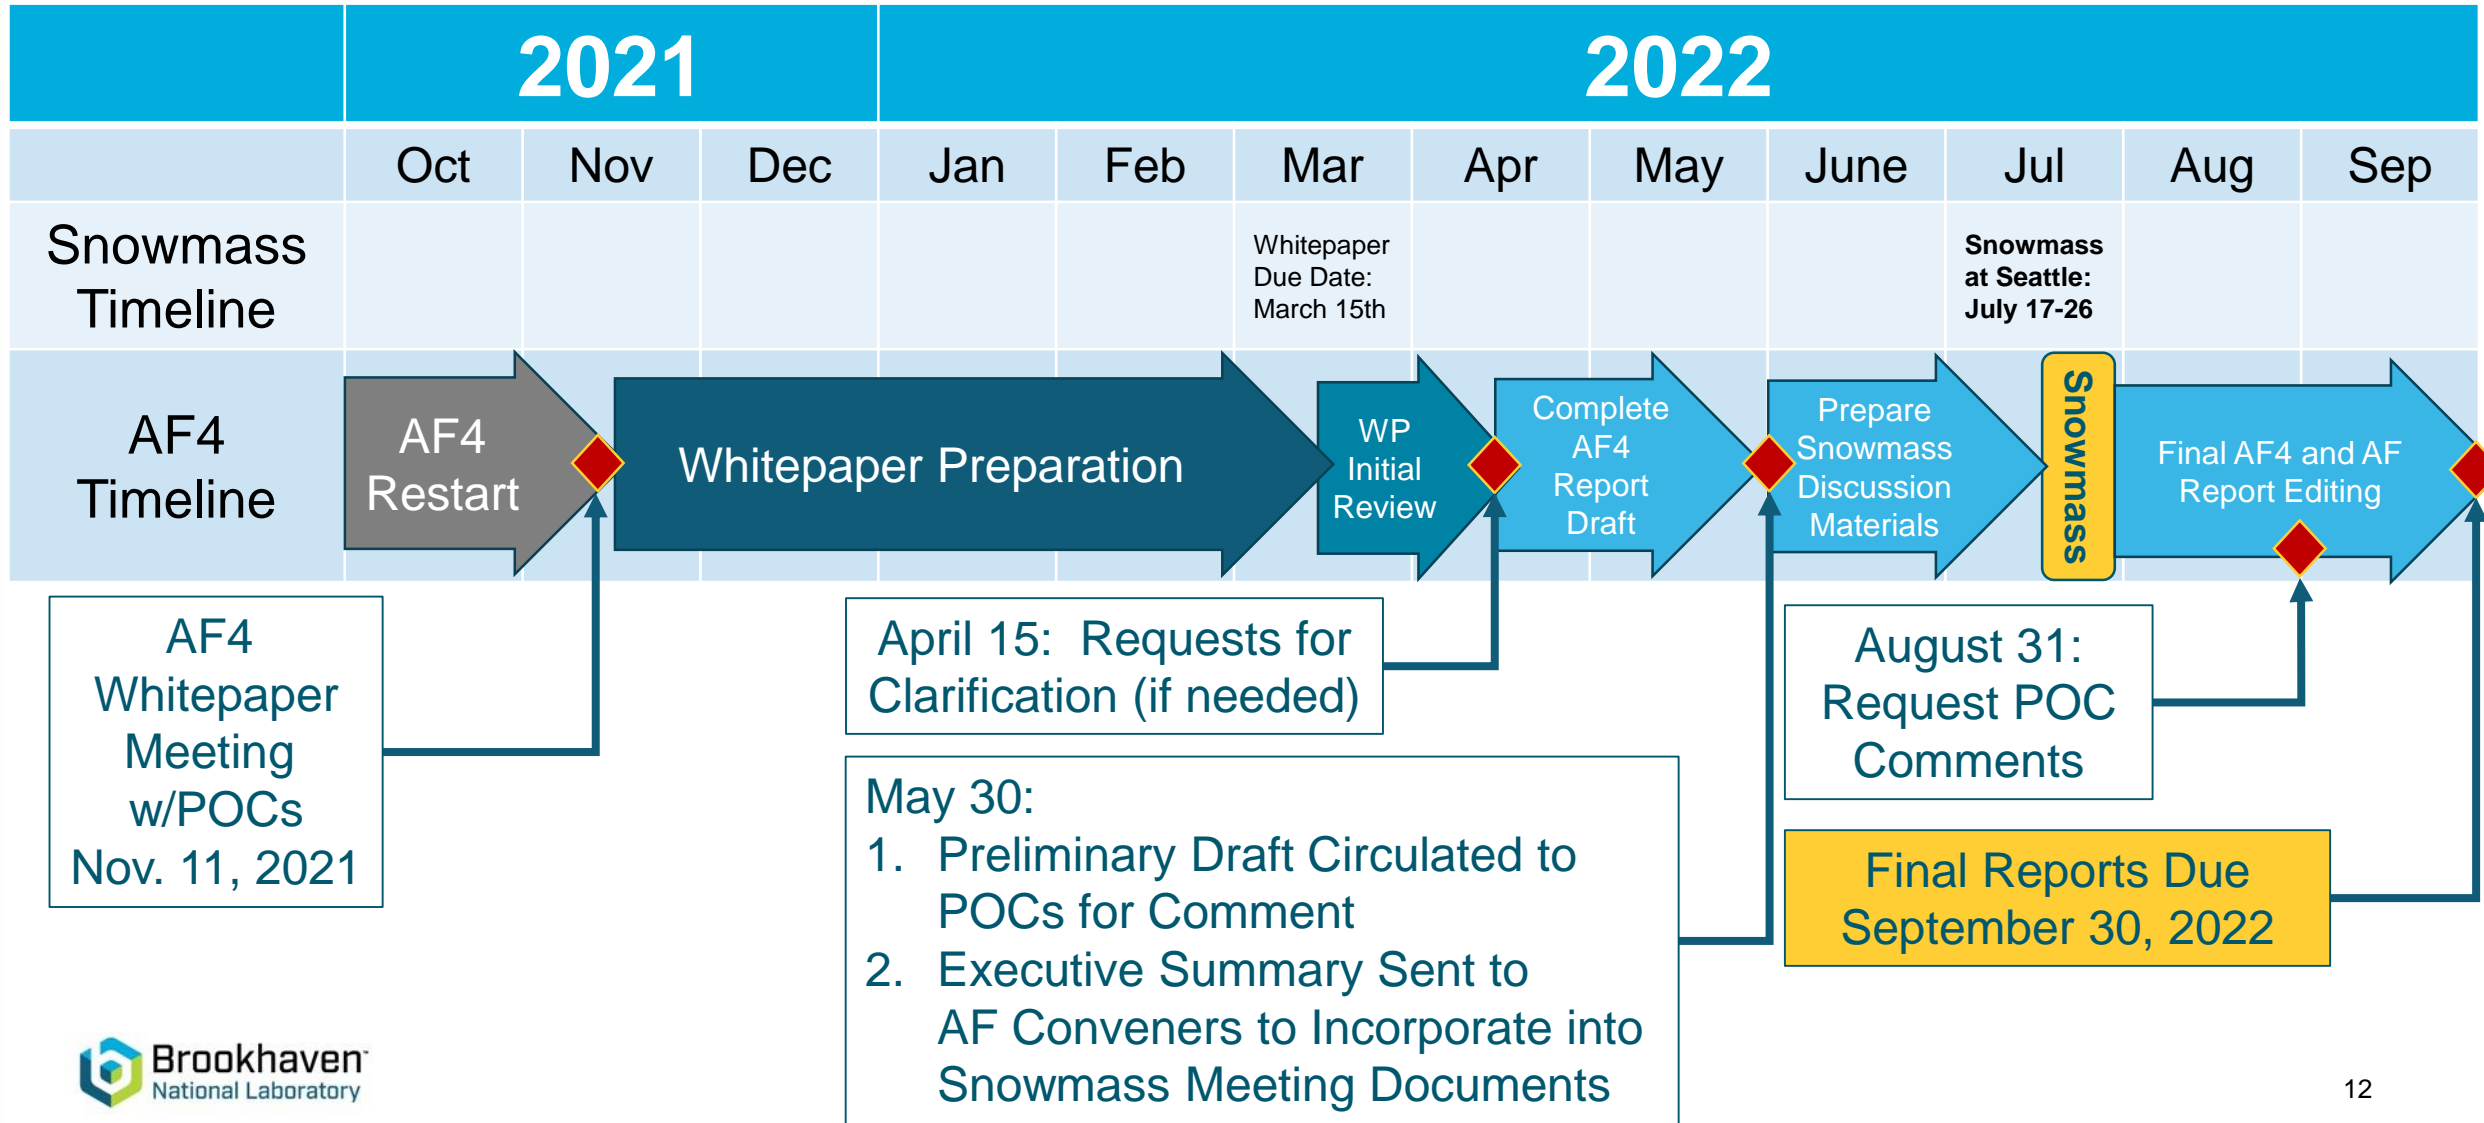 2021
2022
Oct
Nov
Dec
Jan
Feb
Mar
Apr
May
June
Jul
Aug
Sep
Snowmass
Timeline
Whitepaper
Due Date:
March 15th
Snowmass
at Seattle:
July 17-26
AF4
Timeline
AF4
Restart
Whitepaper Preparation
WP
Initial
Review
Complete
AF4
Report
Draft
Prepare
Snowmass
Discussion
Materials
Snowmass
Final AF4 and AF
Report Editing
AF4
Whitepaper
Meeting
w/POCs
Nov. 11, 2021
April 15: Requests for
Clarification (if needed)
May 30:
1. Preliminary Draft Circulated to
POCs for Comment
2. Executive Summary Sent to
AF Conveners to Incorporate into
Snowmass Meeting Documents
August 31:
Request POC
Comments
Final Reports Due
September 30, 2022
Brookhaven™
National Laboratory
12